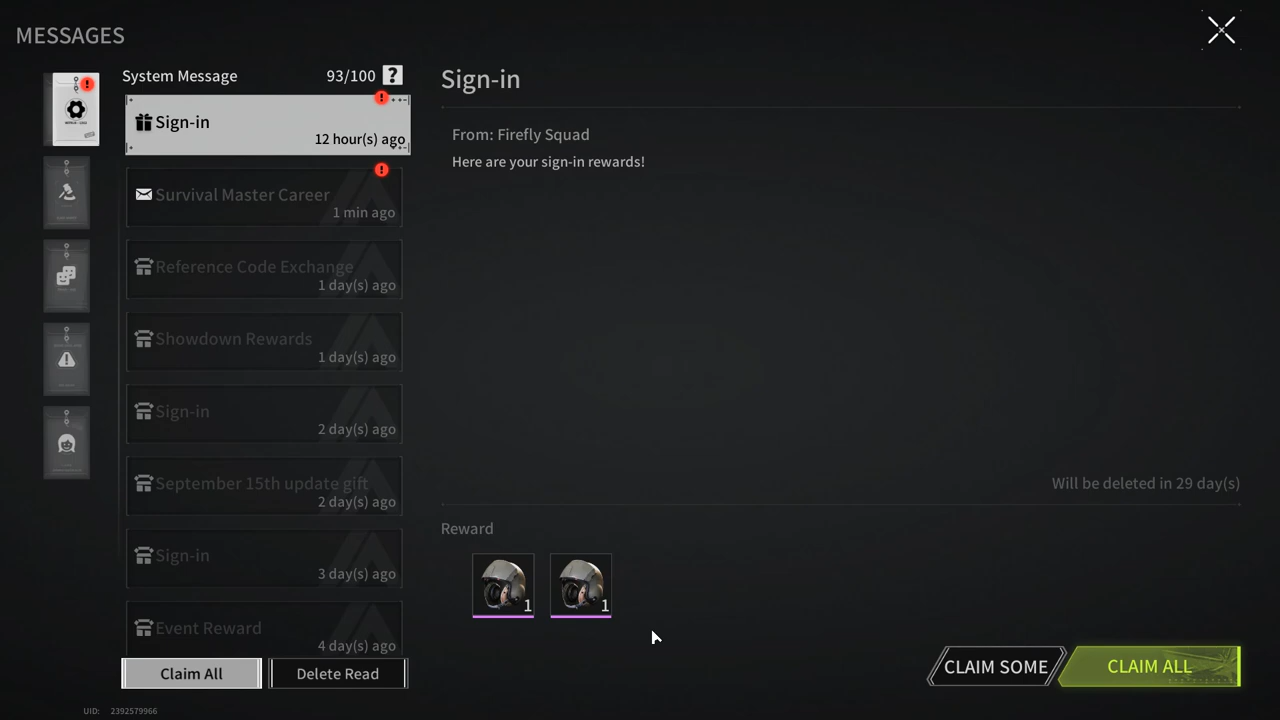 MESSAGES
System Message 93/100 ?
Sign-in
12 hour(s) ago
Survival Master Career
1 min ago
Reference Code Exchange
1 day(s) ago
Showdown Rewards
1 day(s) ago
Sign-in
2 day(s) ago
September 15th update gift
2 day(s) ago
Sign-in
3 day(s) ago
Event Reward
4 day(s) ago
Claim All
Delete Read
Sign-in
From: Firefly Squad
Here are your sign-in rewards!
Will be deleted in 29 day(s)
Reward
1
1
CLAIM SOME
CLAIM ALL
UID: 2392579966